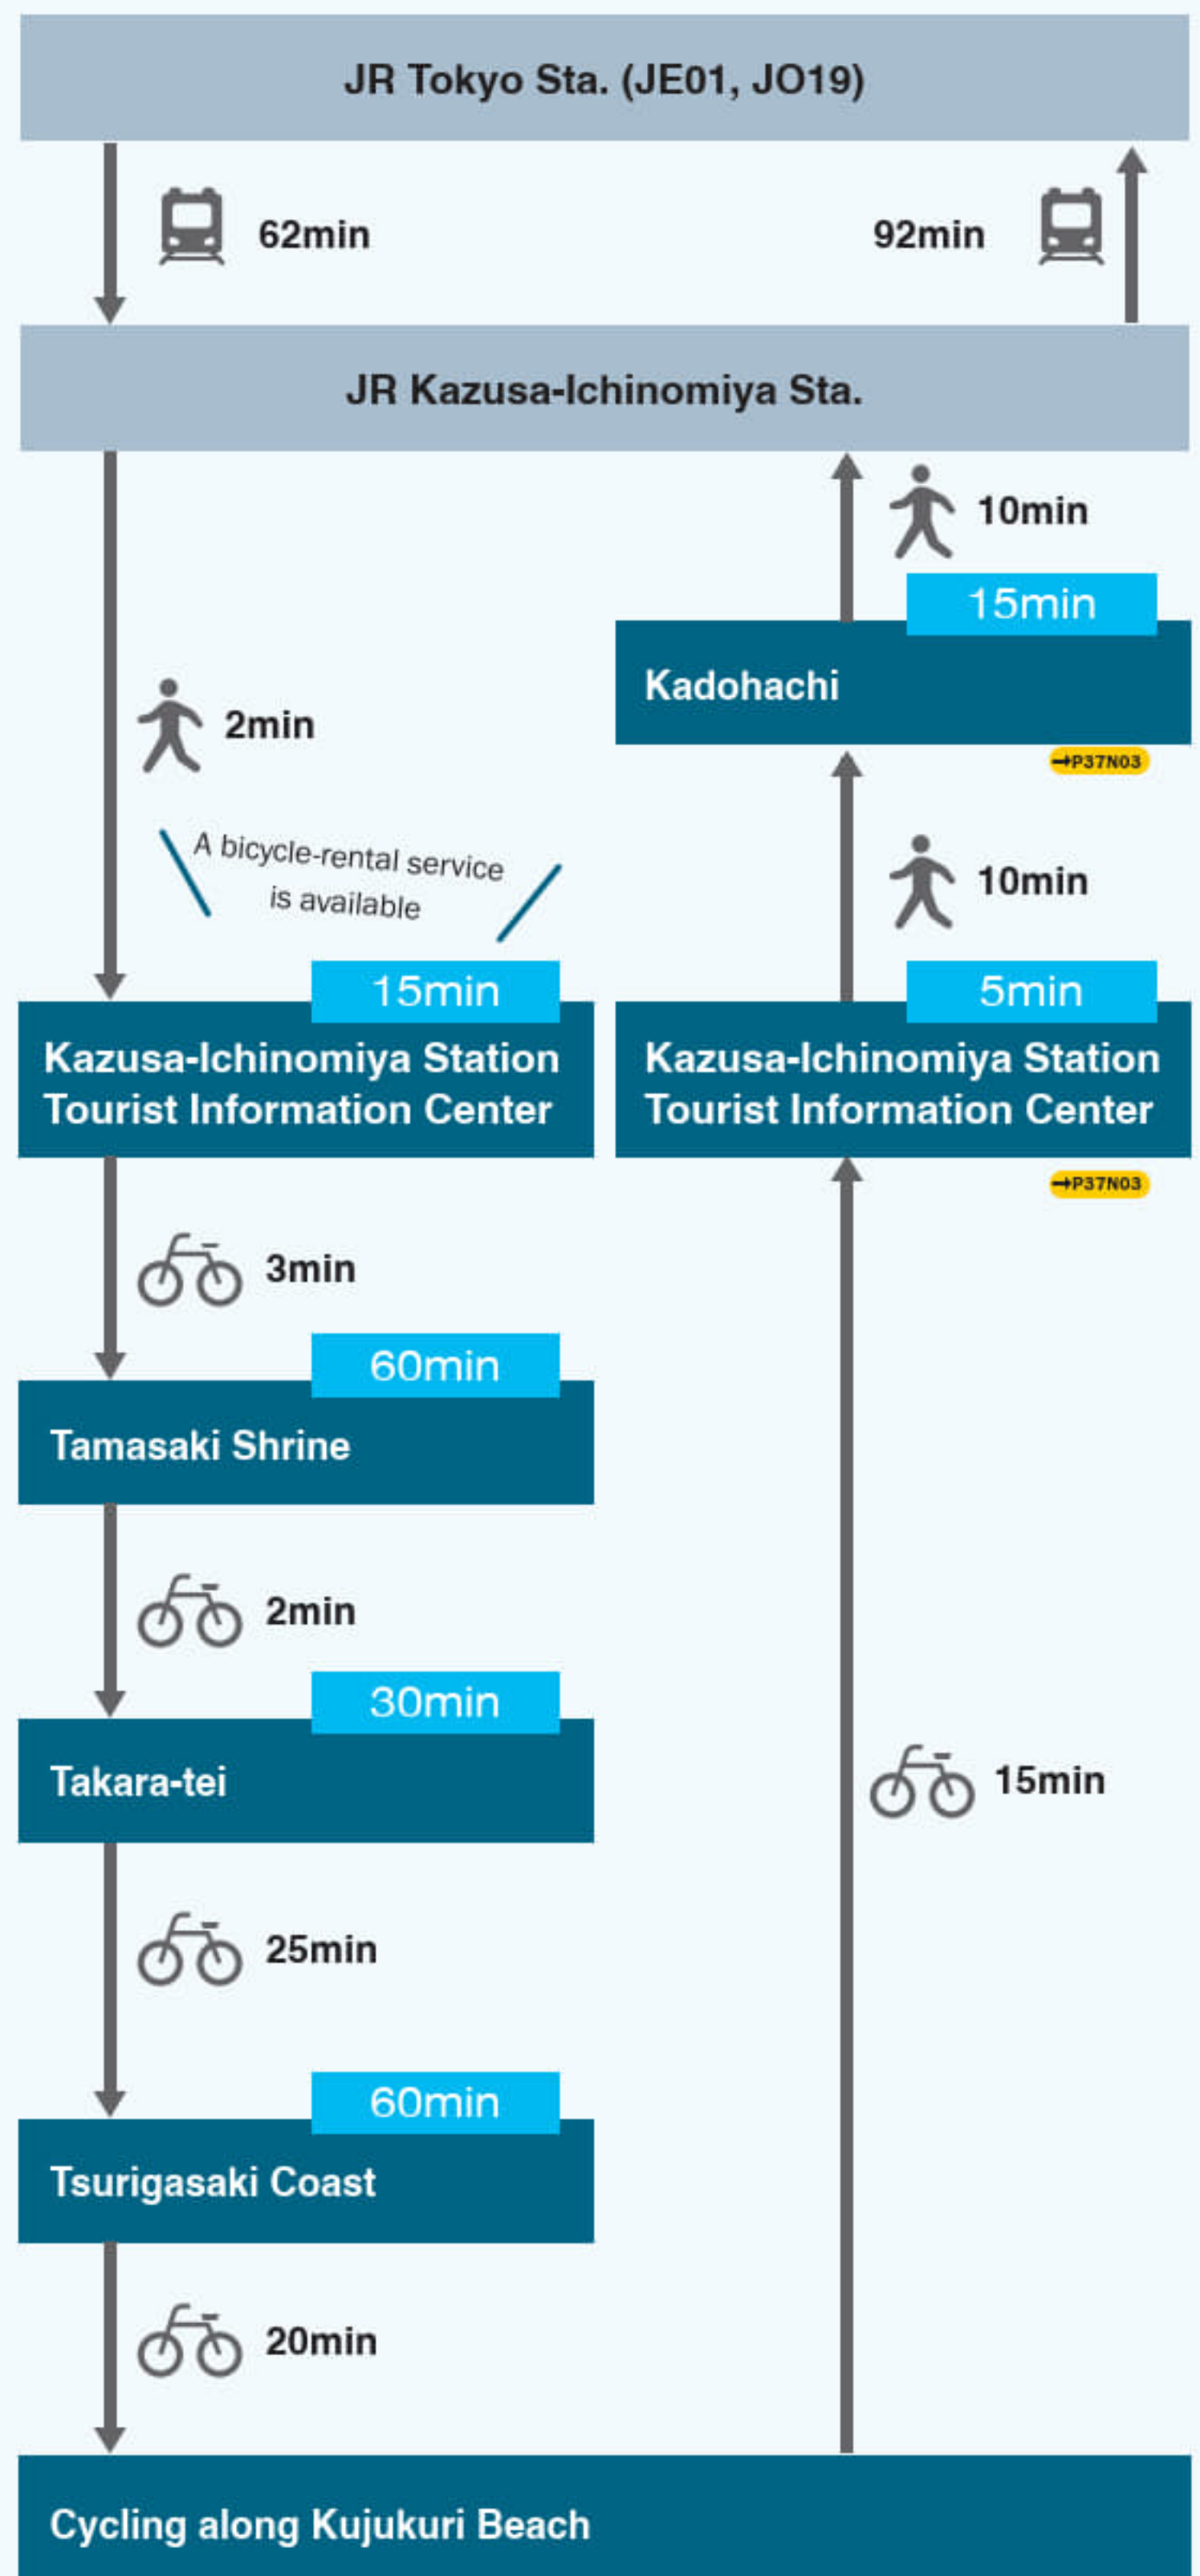 JR Tokyo Sta. (JE01, JO19)
62min
92min
JR Kazusa-Ichinomiya Sta.
10min
15min
Kadohachi
2min
→P37N03
A bicycle-rental service
is available
10min
15min
5min
Kazusa-Ichinomiya Station
Tourist Information Center
Kazusa-Ichinomiya Station
Tourist Information Center
→P37N03
3min
60min
Tamasaki Shrine
2min
30min
Takara-tei
15min
25min
60min
Tsurigasaki Coast
20min
Cycling along Kujukuri Beach